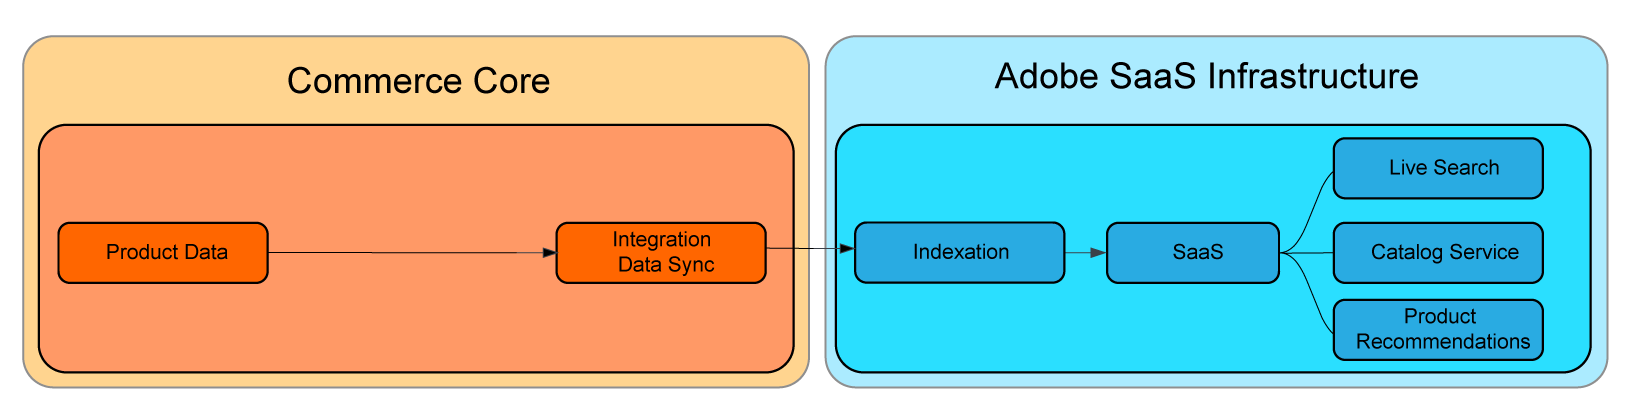 Commerce Core
Adobe SaaS Infrastructure
Product Data
Integration
Data Sync
Indexation
SaaS
Live Search
Catalog Service
Product
Recommendations